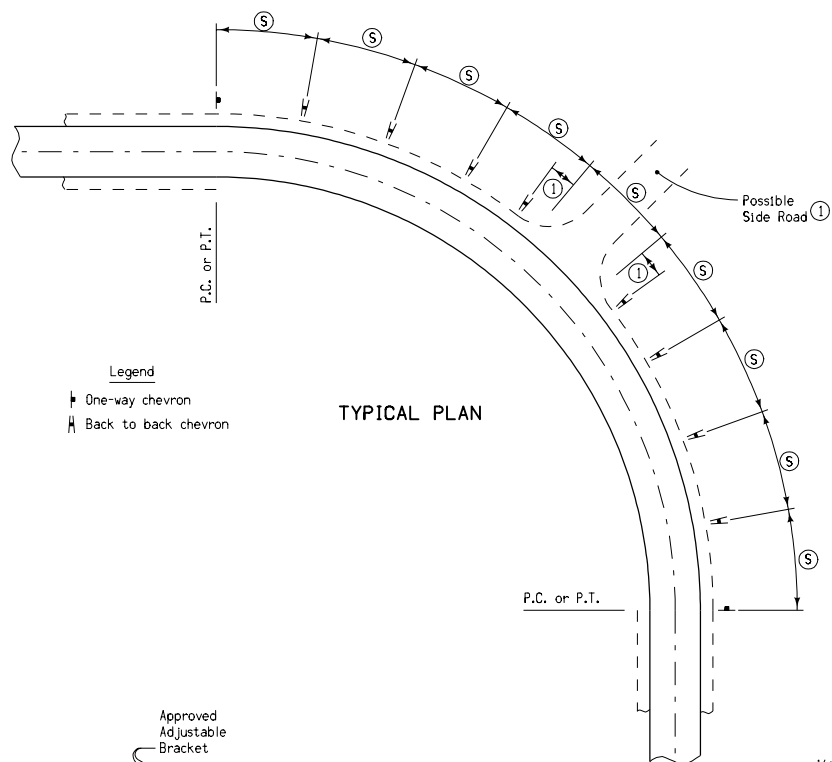 S
S
S
S
S
Possible
Side Road 1
1
1
S
S
S
S
P.C. or P.T.
Legend
One-way chevron
Back to back chevron
TYPICAL PLAN
P.C. or P.T.
Approved
Adjustable
Bracket